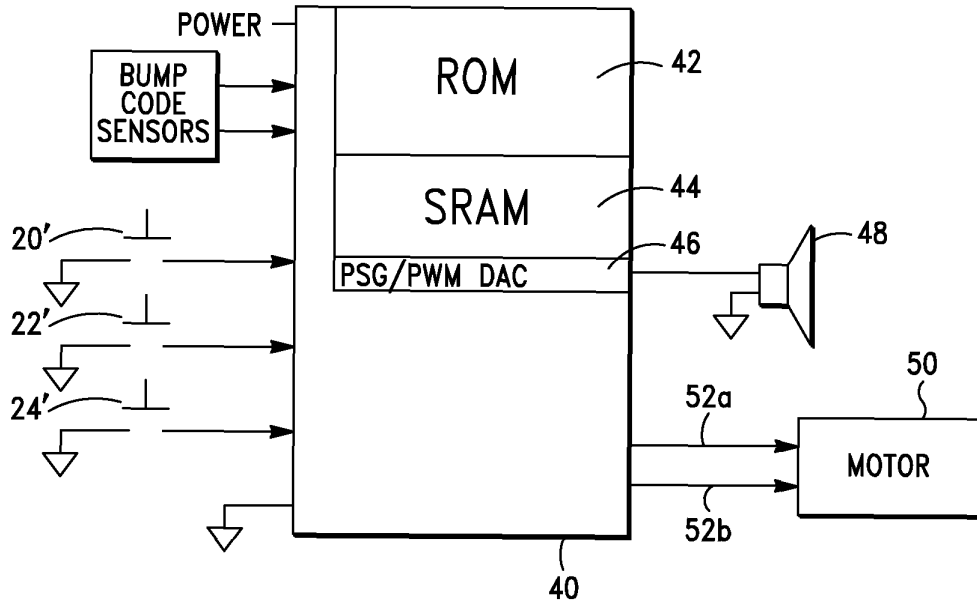 POWER
BUMP
CODE
SENSORS
ROM
42
SRAM
44
20'
46
48
PSG/PWM DAC
22'
24'
50
52a
MOTOR
52b
40